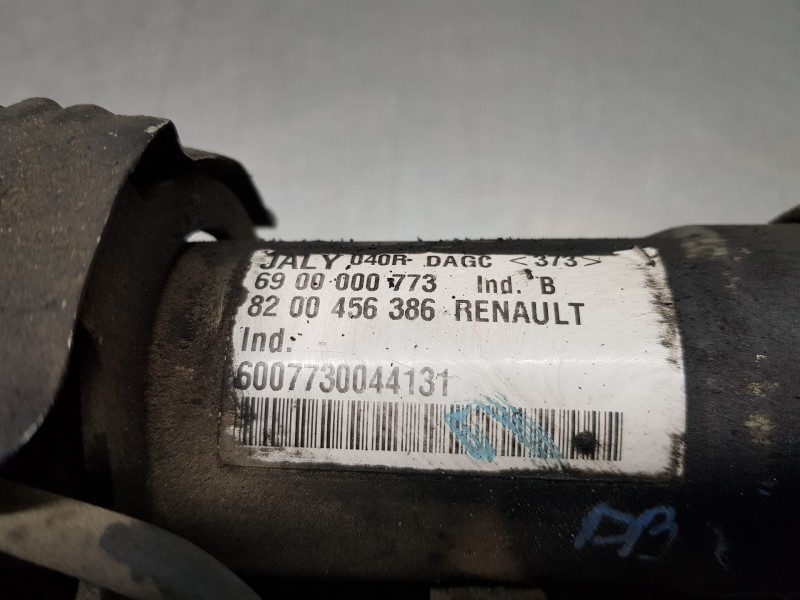 JALY. 040R- DAGC <373>
69 00 000 773 Ind. B
82 00 456 386 RENAULT
Ind. -
6007730044131